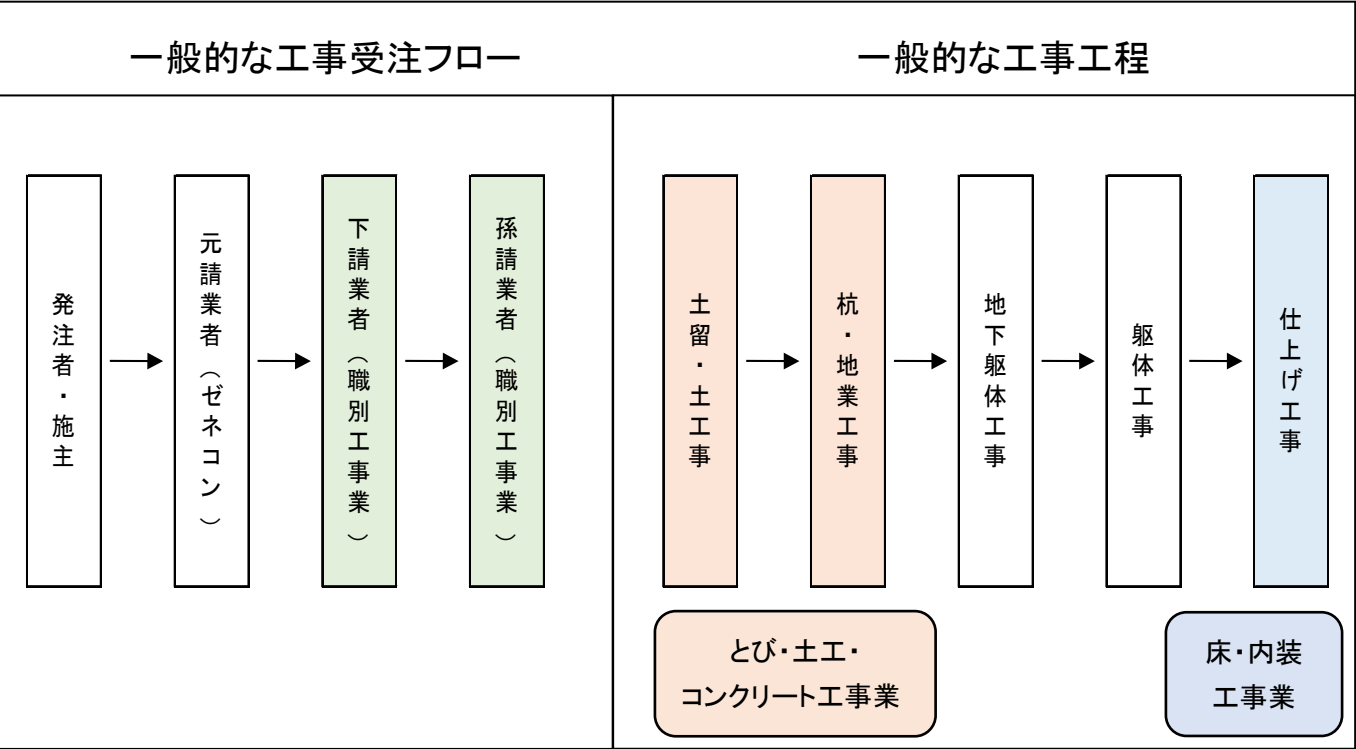 一般的な工事受注フロー
一般的な工事工程
発注者・施主
元請業者（ゼネコン）
下請業者（職別工事業）
孫請業者（職別工事業）
土留・土工事
杭・地業工事
地下躯体工事
躯体工事
仕上げ工事
とび・土工・
コンクリート工事業
床・内装
工事業